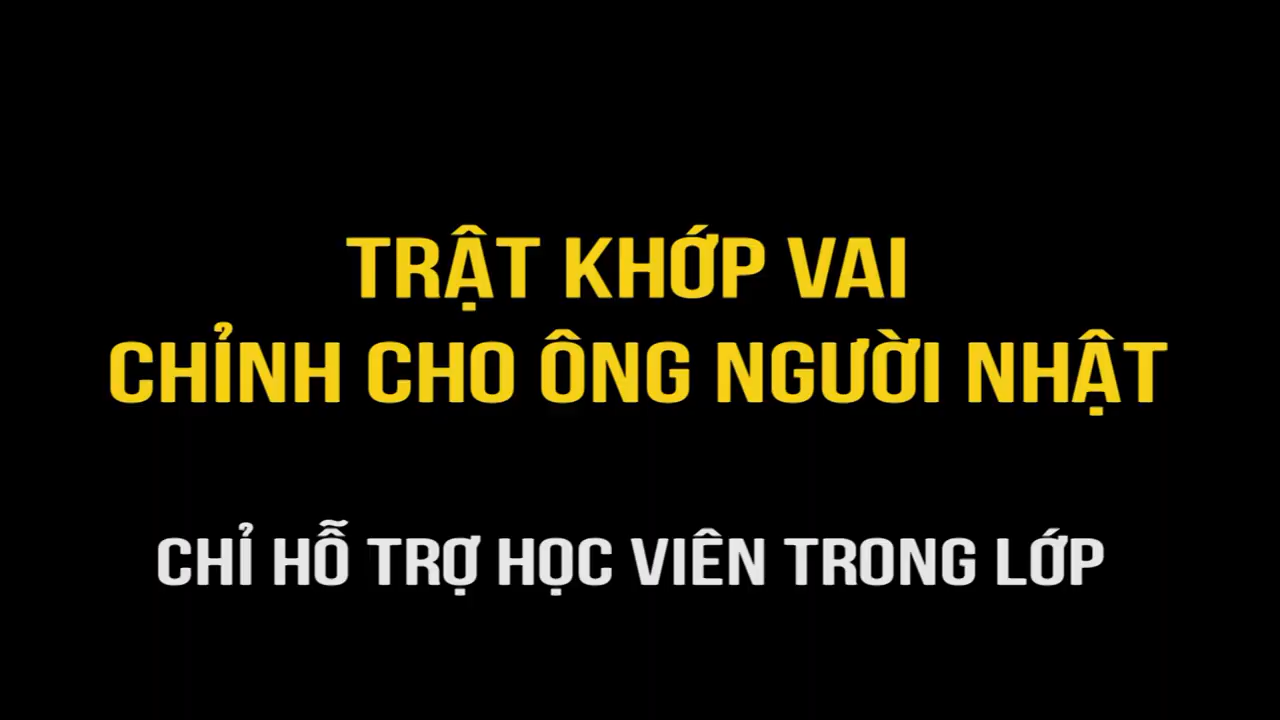 TRẬT KHỚP VAI
CHỈNH CHO ÔNG NGƯỜI NHẬT
CHỈ HỖ TRỢ HỌC VIÊN TRONG LỚP